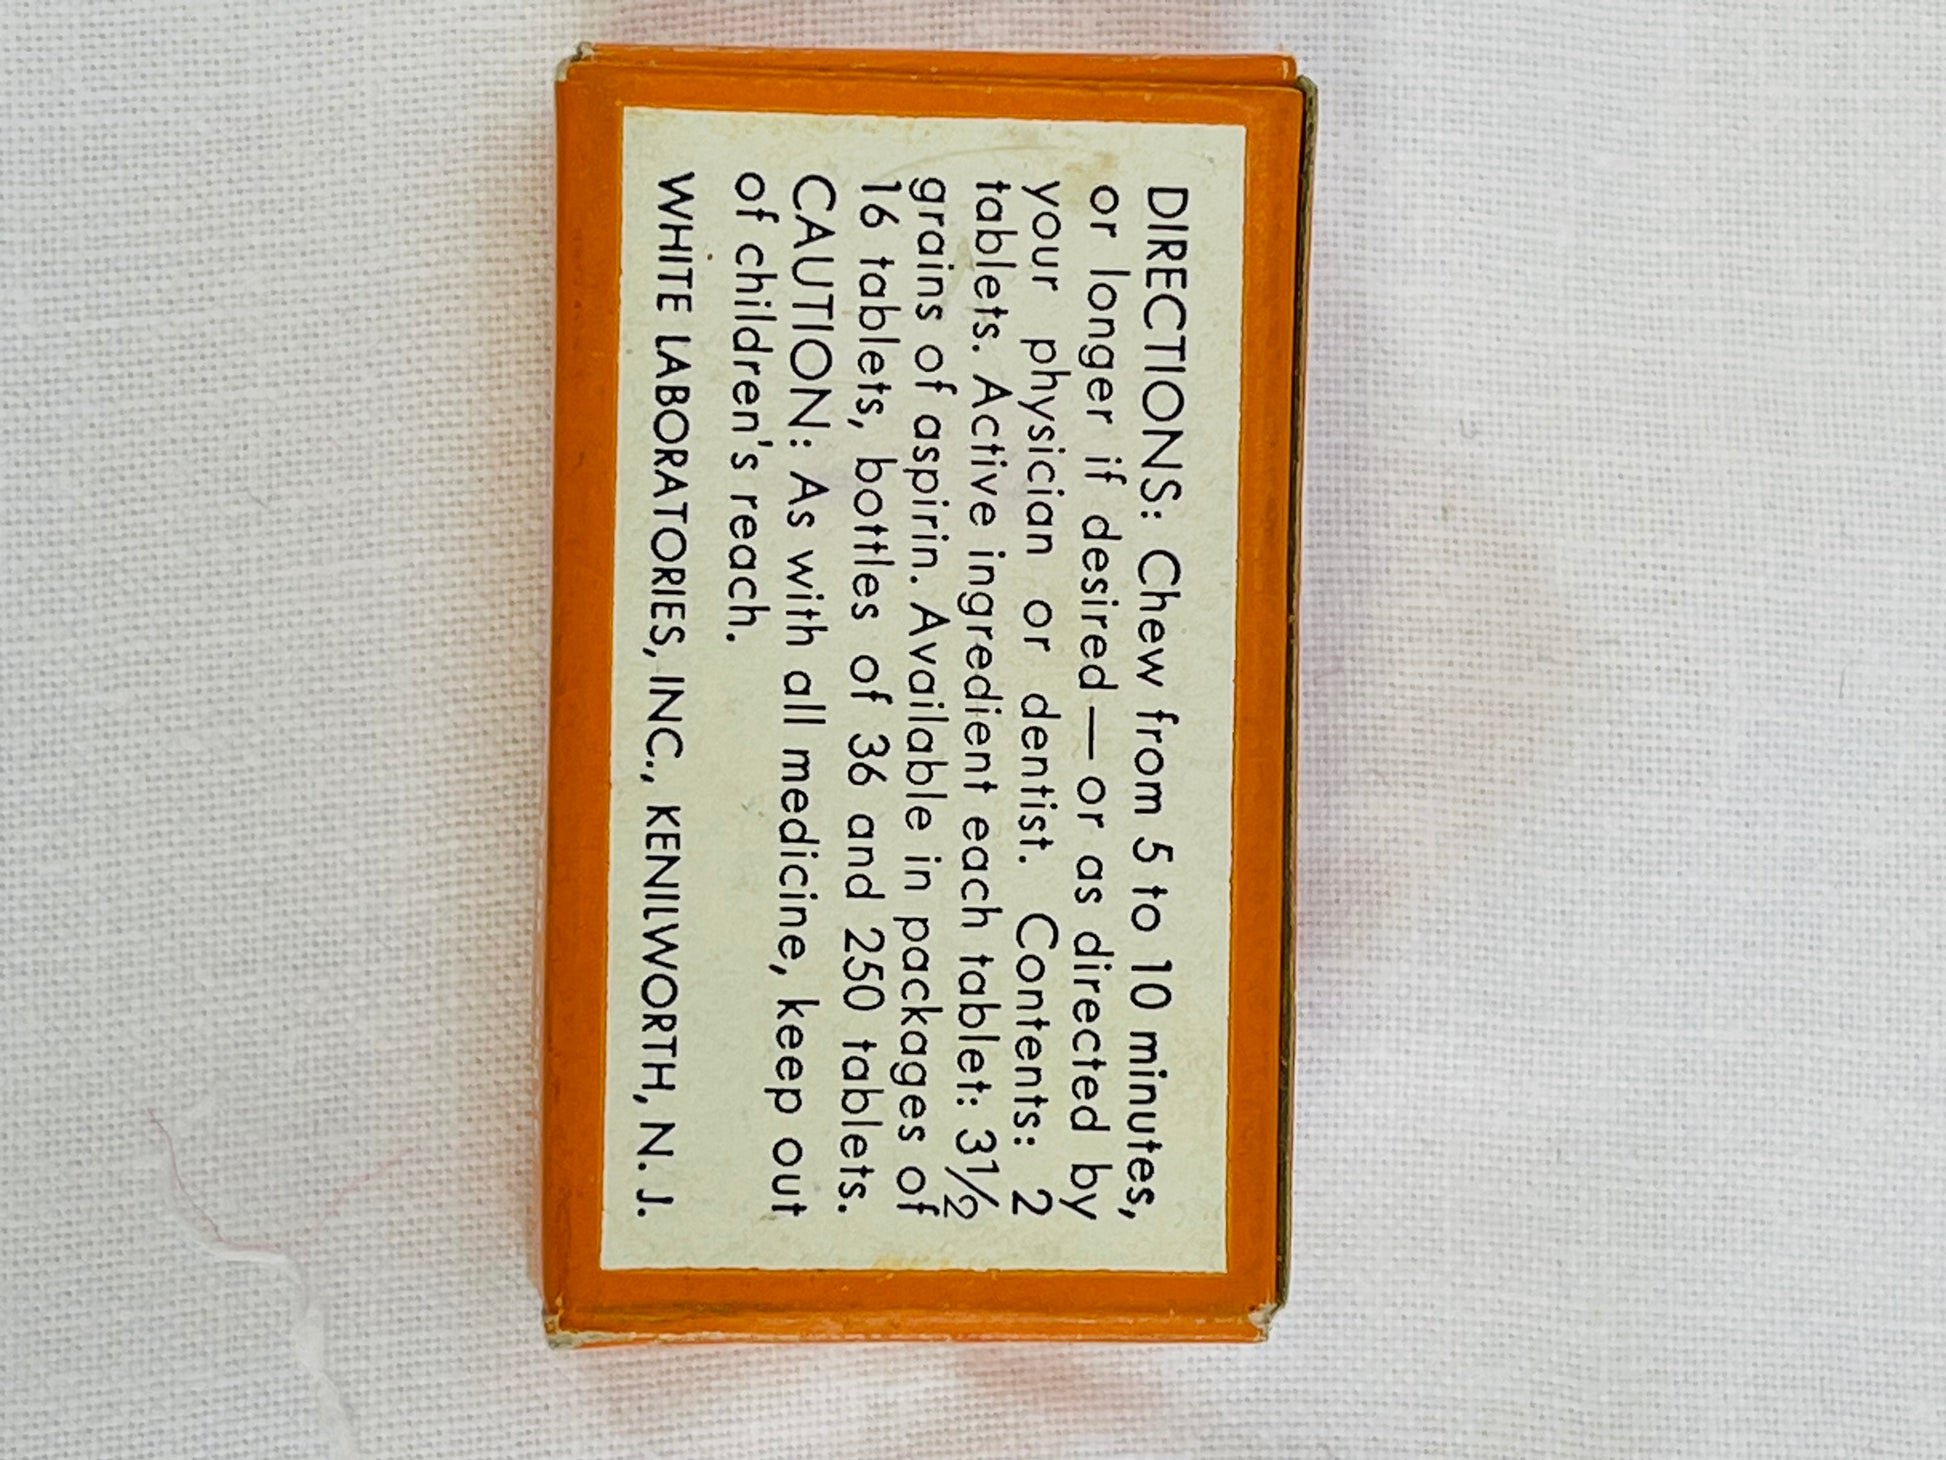 DIRECTIONS: Chew from 5 to 10 minutes,
or longer if desired—or as directed by
your physician or dentist. Contents: 2
tablets. Active ingredient each tablet: 3½
grains of aspirin. Available in packages of
16 tablets, bottles of 36 and 250 tablets.
CAUTION: As with all medicine, keep out
of children's reach.
WHITE LABORATORIES, INC., KENILWORTH, N. J.